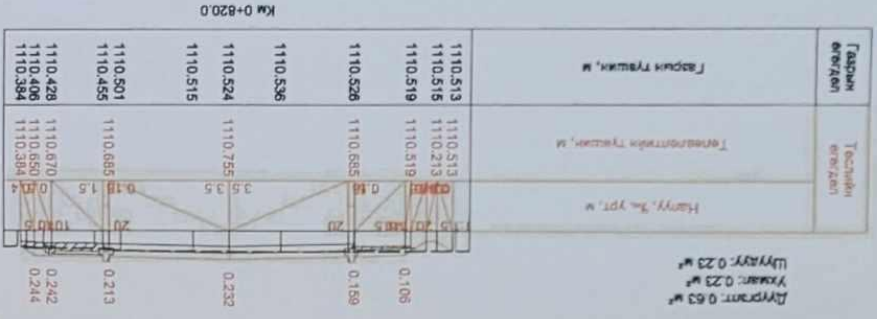 Дүүргэлт: 0.63 м²
Ухмал: 0.23 м²
Шуудуу: 0.23 м²
0.106 0.159 0.232 0.213 0.242 0.244
Төслийн өгөгдөл
Налуу, ‰, урт, м
20 20
3.5 3.5 1.5
Төлөвлөлтийн түвшин, м
1110.513 1110.213 1110.519 1110.685 1110.755 1110.685 1110.670 1110.650 1110.384
Газрын өгөгдөл
Газрын түвшин, м
1110.513 1110.515 1110.519 1110.526 1110.536 1110.524 1110.515 1110.501 1110.455 1110.428 1110.406 1110.384
Км 0+820.0